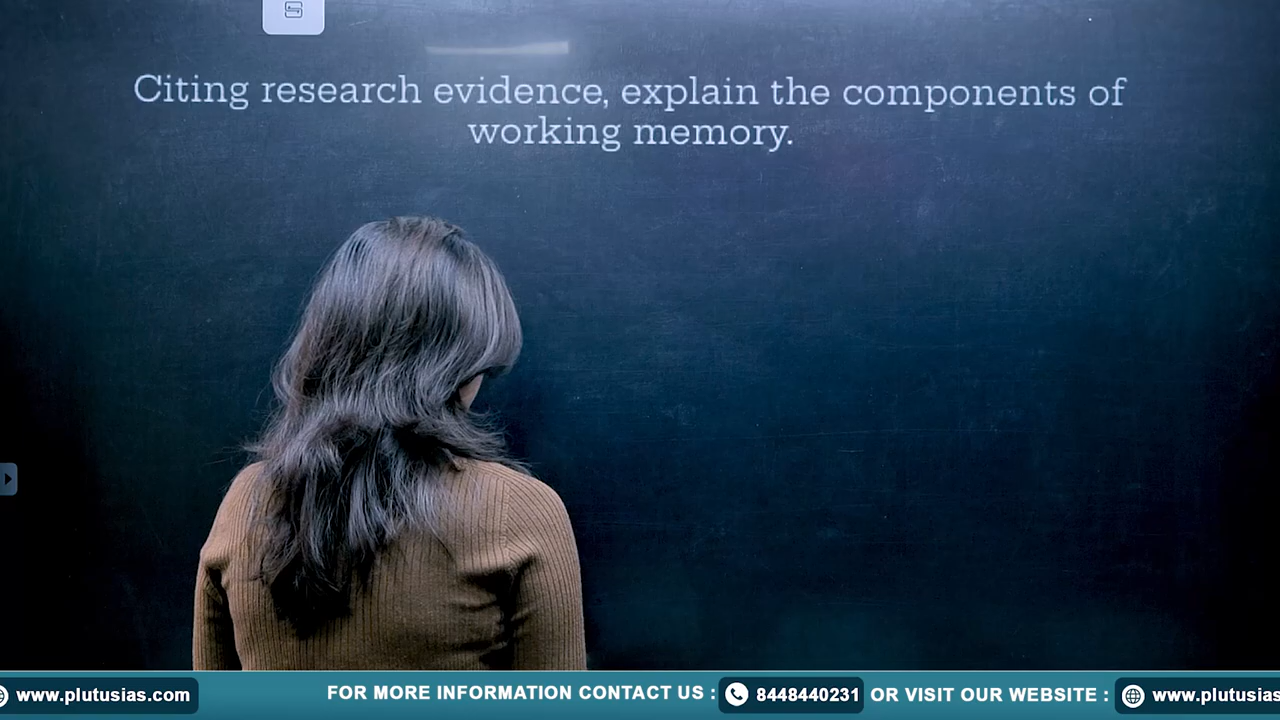 Citing research evidence, explain the components of
working memory.
www.plutusias.com FOR MORE INFORMATION CONTACT US : 8448440231 OR VISIT OUR WEBSITE : www.plutusias